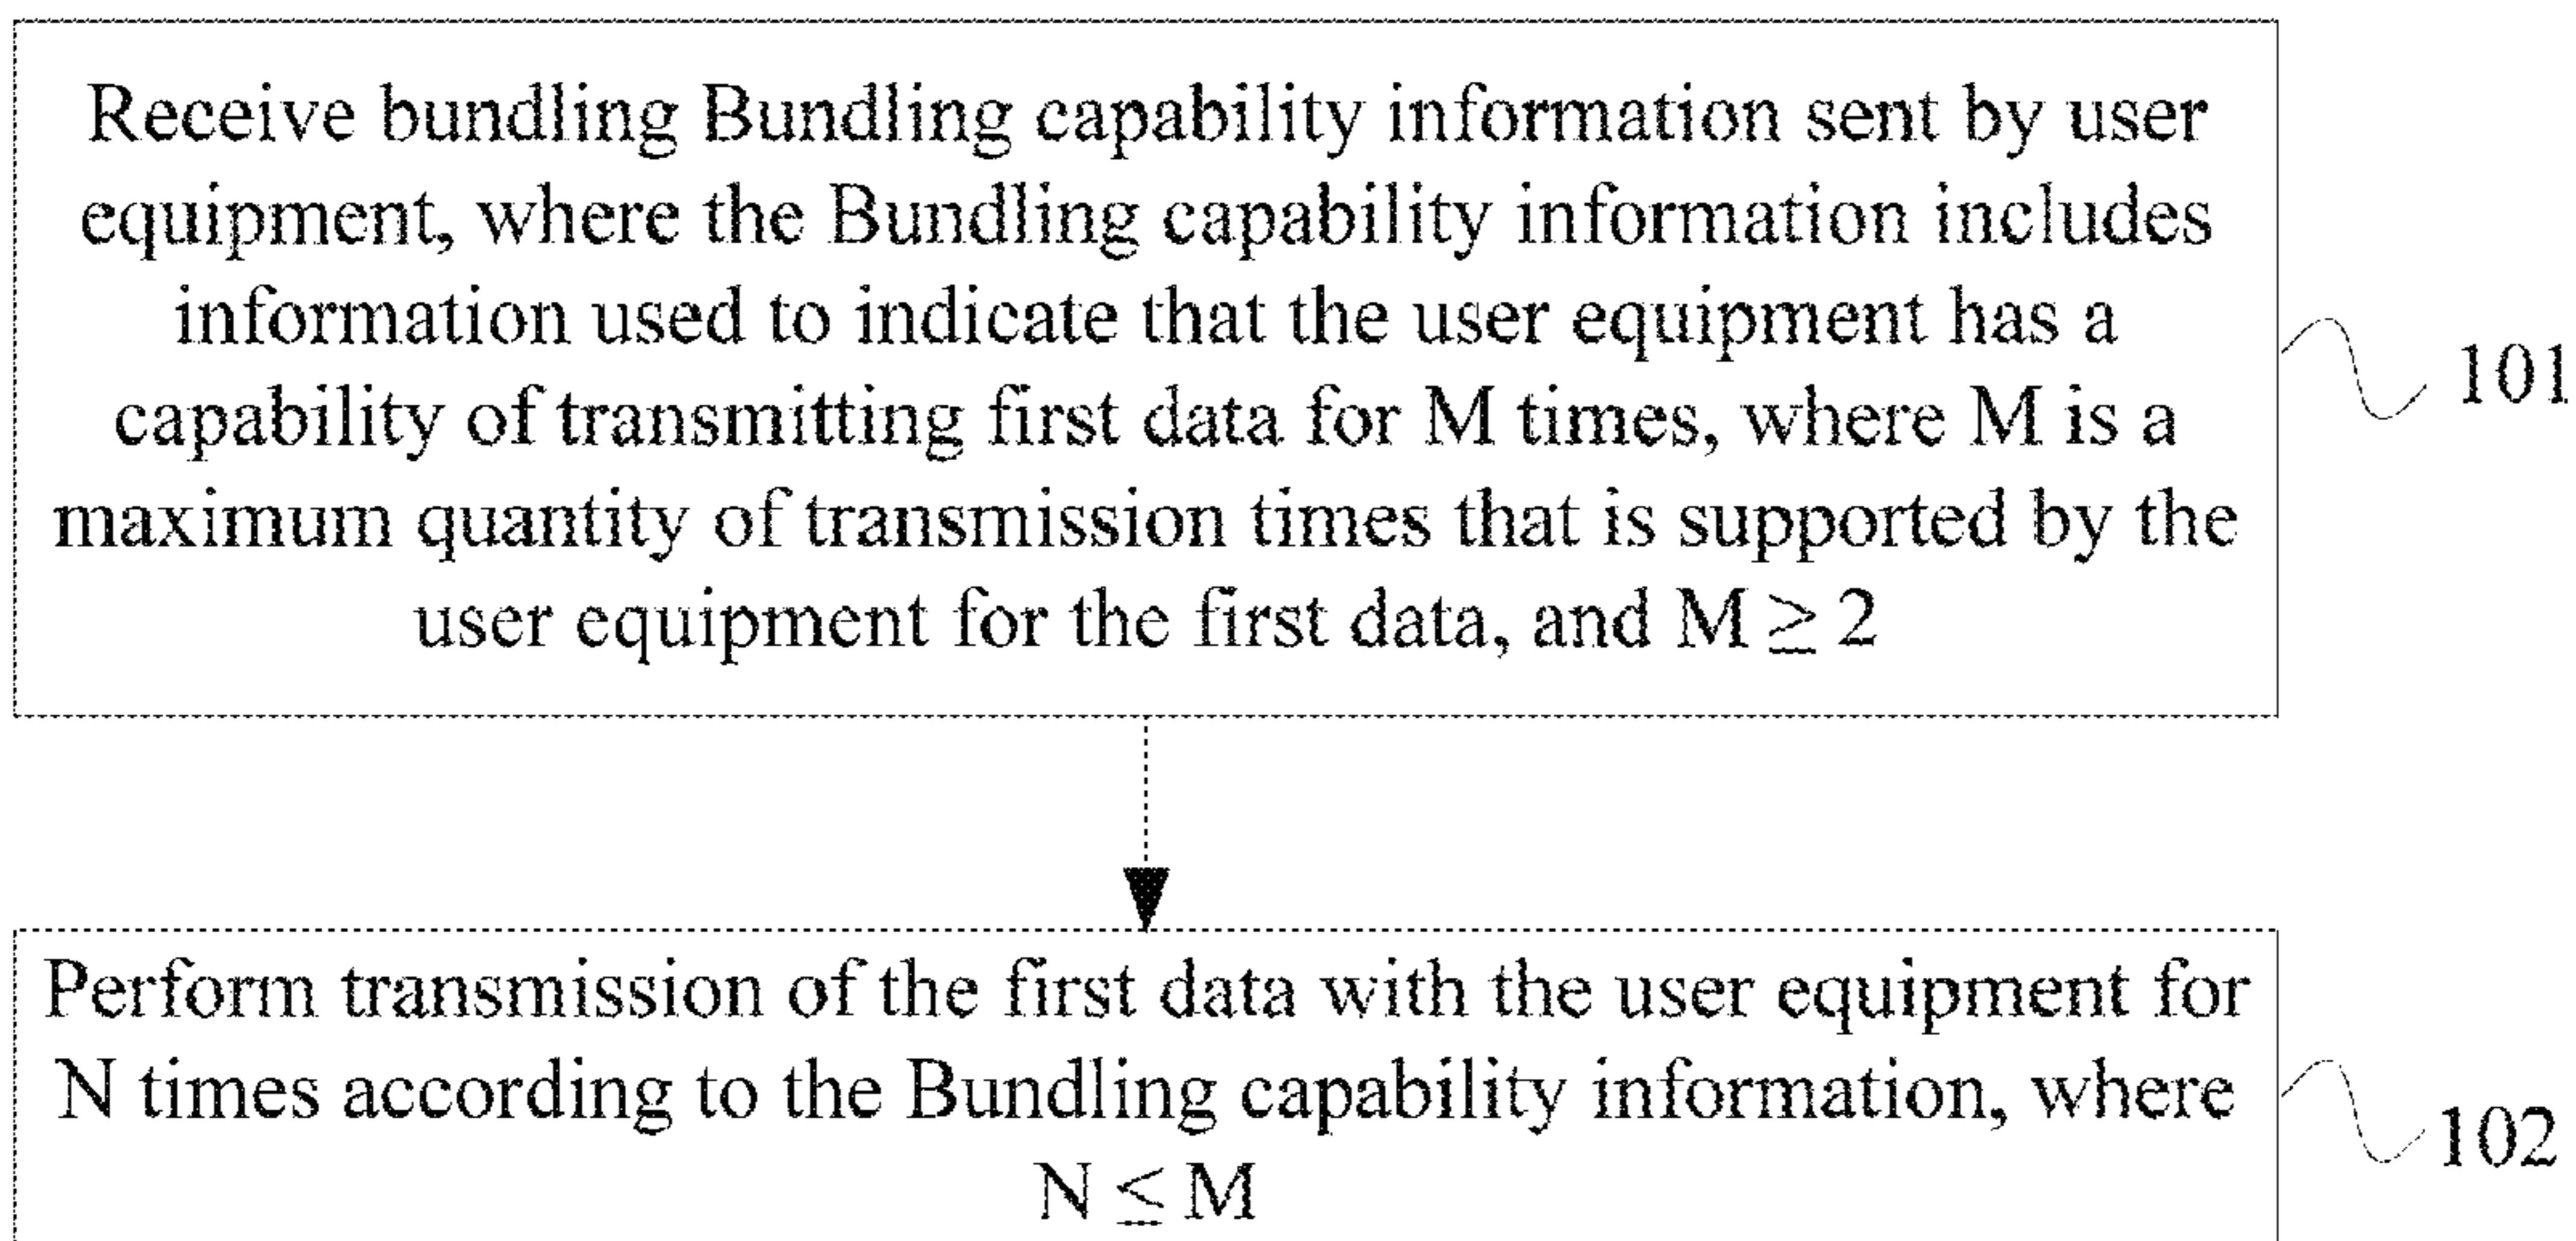 Receive bundling Bundling capability information sent by user
equipment, where the Bundling capability information includes
information used to indicate that the user equipment has a
capability of transmitting first data for M times, where M is a
maximum quantity of transmission times that is supported by the
user equipment for the first data, and M ≥ 2
101
Perform transmission of the first data with the user equipment for
N times according to the Bundling capability information, where
N ≤ M
102